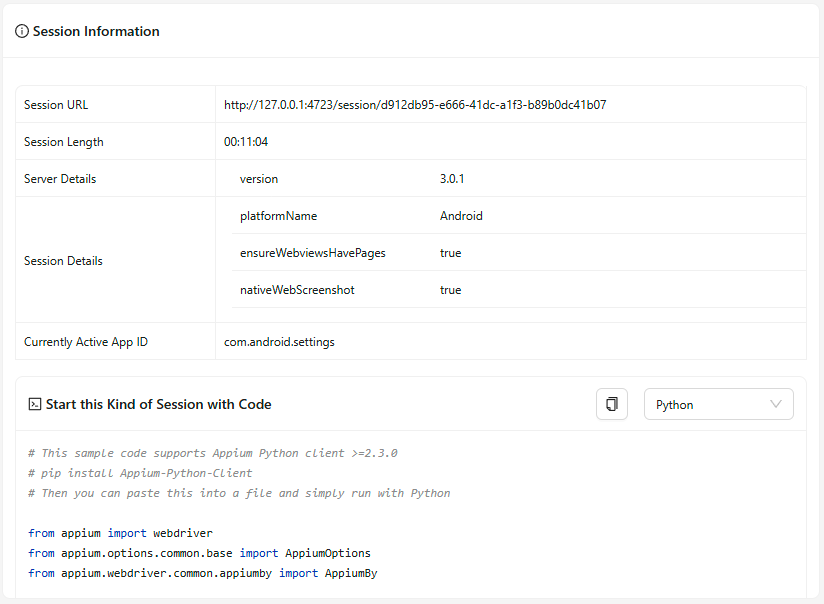 Session Information
Session URL http://127.0.0.1:4723/session/d912db95-e666-41dc-a1f3-b89b0dc41b07
Session Length 00:11:04
Server Details version 3.0.1
platformName Android
Session Details ensureWebviewsHavePages true
nativeWebScreenshot true
Currently Active App ID com.android.settings
Start this Kind of Session with Code Python
# This sample code supports Appium Python client >=2.3.0
# pip install Appium-Python-Client
# Then you can paste this into a file and simply run with Python
from appium import webdriver
from appium.options.common.base import AppiumOptions
from appium.webdriver.common.appiumby import AppiumBy